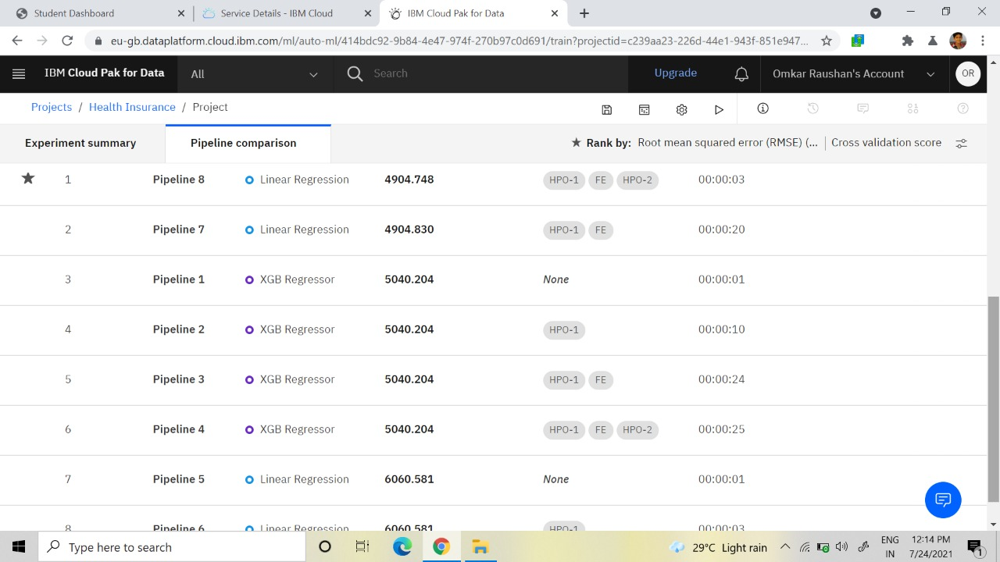 Student Dashboard
Service Details - IBM Cloud
IBM Cloud Pak for Data
eu-gb.dataplatform.cloud.ibm.com/ml/auto-ml/414bdc92-9b84-4e47-974f-270b97c0d691/train?projectid=c239aa23-226d-44e1-943f-851e947...
IBM Cloud Pak for Data All Search Upgrade Omkar Raushan's Account OR
Projects / Health Insurance / Project
Experiment summary Pipeline comparison ★ Rank by: Root mean squared error (RMSE) (... Cross validation score
★ 1 Pipeline 8 Linear Regression 4904.748 HPO-1 FE HPO-2 00:00:03
2 Pipeline 7 Linear Regression 4904.830 HPO-1 FE 00:00:20
3 Pipeline 1 XGB Regressor 5040.204 None 00:00:01
4 Pipeline 2 XGB Regressor 5040.204 HPO-1 00:00:10
5 Pipeline 3 XGB Regressor 5040.204 HPO-1 FE 00:00:24
6 Pipeline 4 XGB Regressor 5040.204 HPO-1 FE HPO-2 00:00:25
7 Pipeline 5 Linear Regression 6060.581 None 00:00:01
8 Pipeline 6 Linear Regression 6060.581 HPO-1 00:00:03
Type here to search 29°C Light rain ENG 12:14 PM
IN 7/24/2021 1